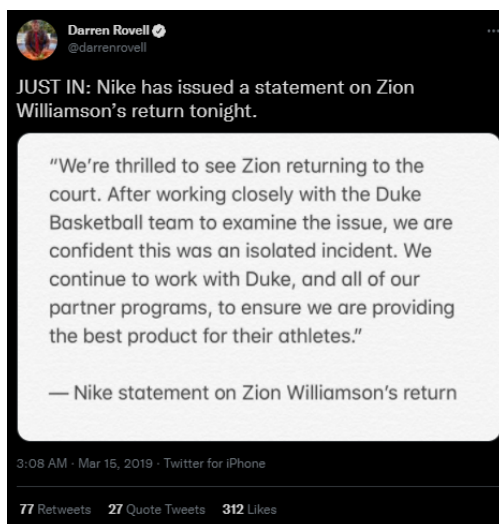 Darren Rovell
@darrenrovell
JUST IN: Nike has issued a statement on Zion
Williamson’s return tonight.
“We’re thrilled to see Zion returning to the
court. After working closely with the Duke
Basketball team to examine the issue, we are
confident this was an isolated incident. We
continue to work with Duke, and all of our
partner programs, to ensure we are providing
the best product for their athletes.”
— Nike statement on Zion Williamson’s return
3:08 AM · Mar 15, 2019 · Twitter for iPhone
77 Retweets 27 Quote Tweets 312 Likes